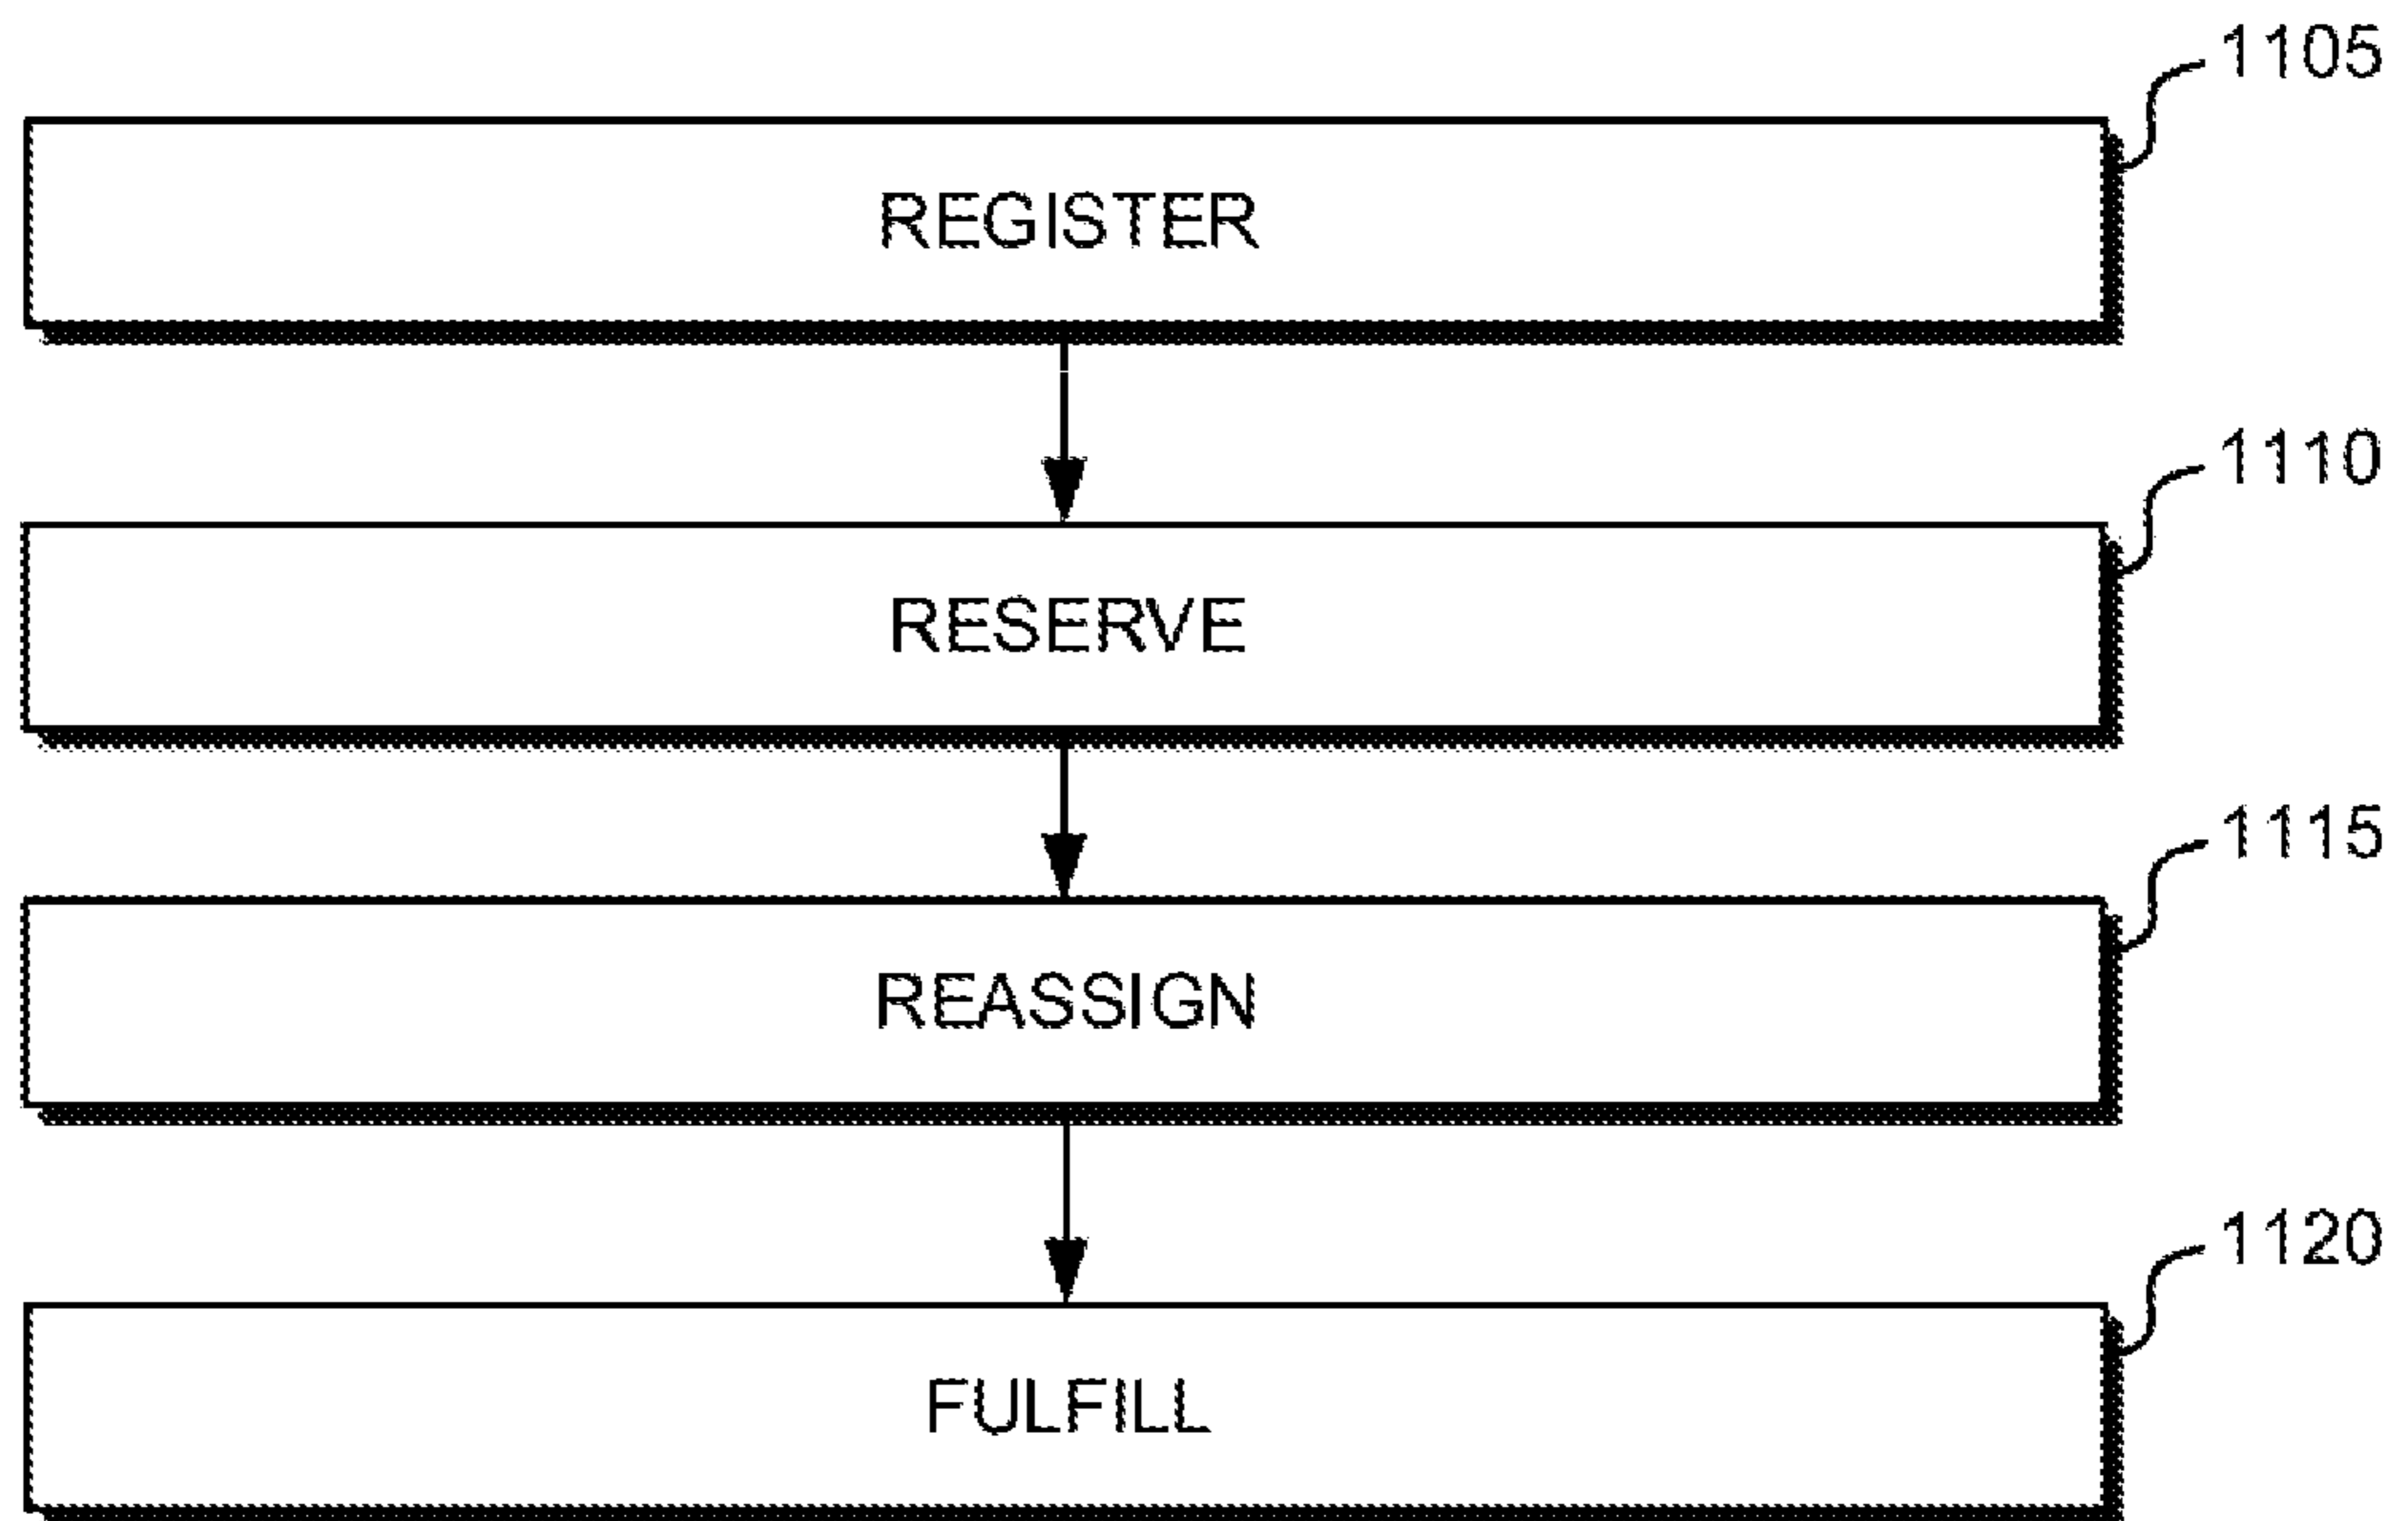 1105
REGISTER
1110
RESERVE
1115
REASSIGN
1120
FULFILL